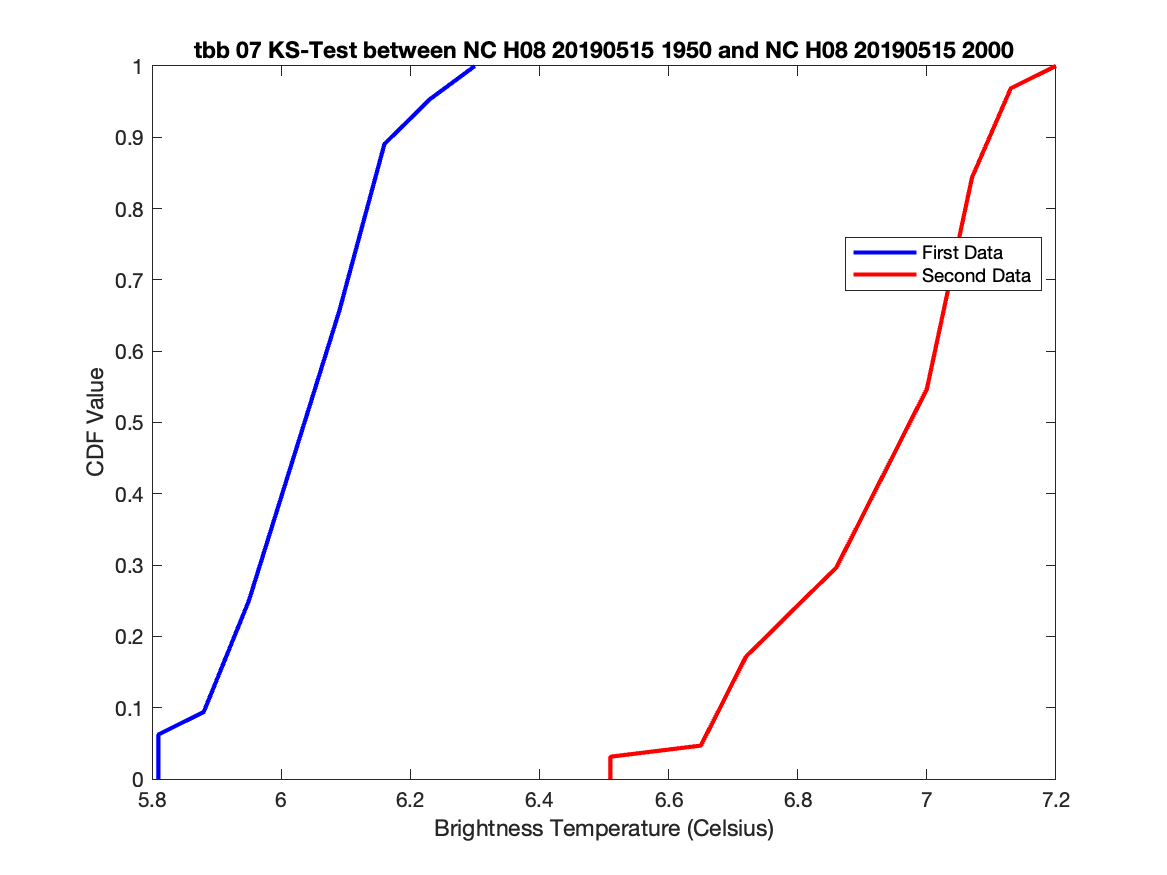 tbb 07 KS-Test between NC H08 20190515 1950 and NC H08 20190515 2000
1
0.9
0.8
0.7
0.6
0.5
0.4
0.3
0.2
0.1
0
CDF Value
First Data
Second Data
5.8 6 6.2 6.4 6.6 6.8 7 7.2
Brightness Temperature (Celsius)